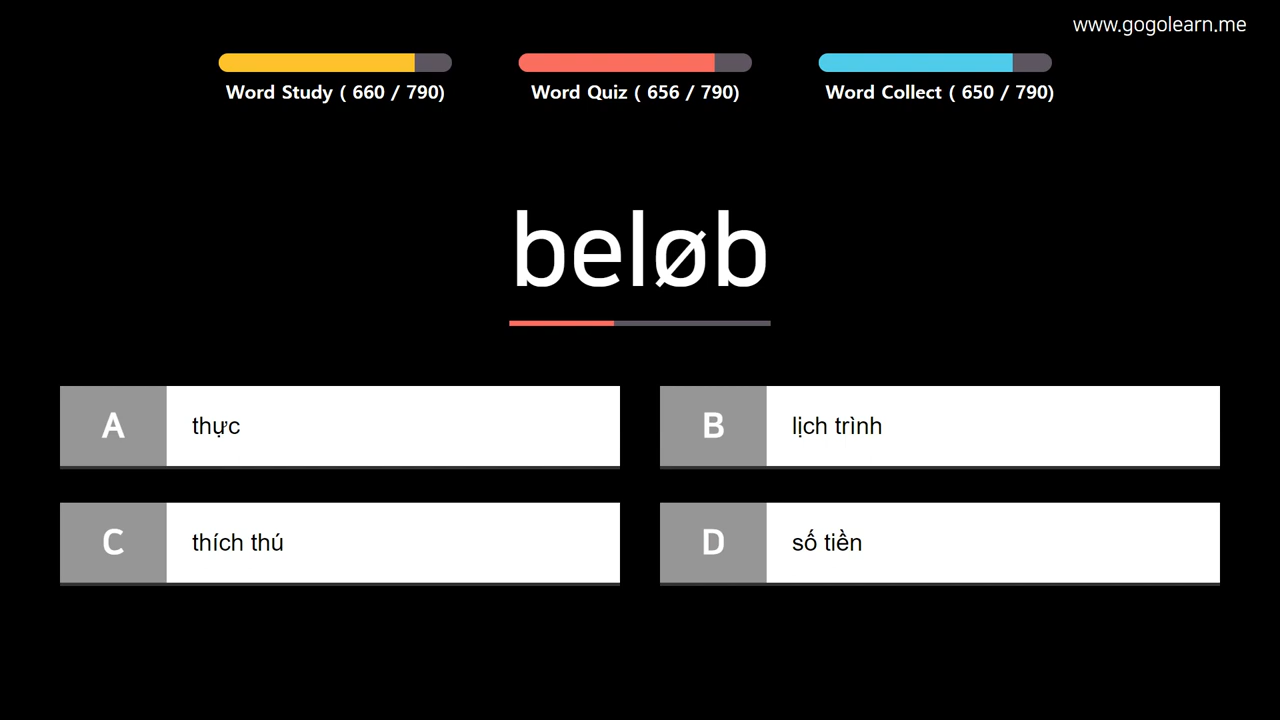 www.gogolearn.me
Word Study ( 660 / 790)
Word Quiz ( 656 / 790)
Word Collect ( 650 / 790)
beløb
A
thực
B
lịch trình
C
thích thú
D
số tiền